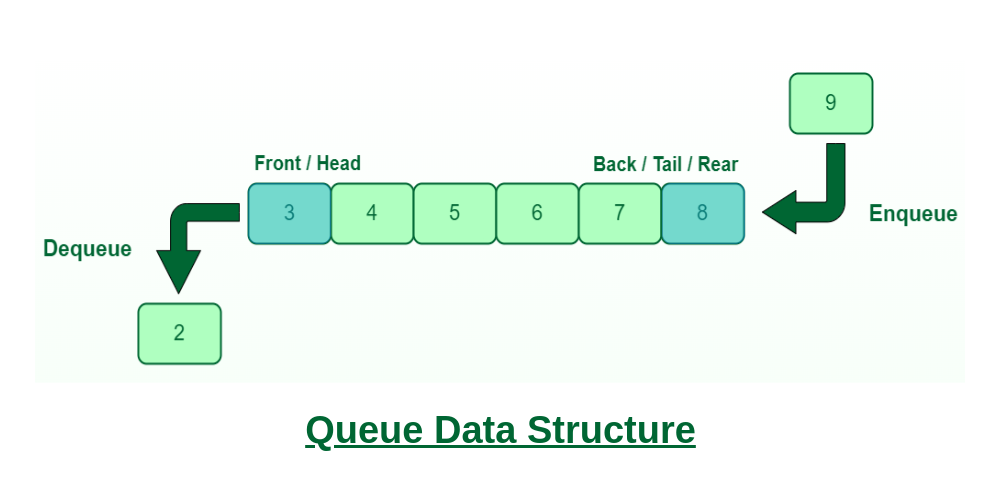 9
Front / Head
Back / Tail / Rear
3 4 5 6 7 8
Enqueue
Dequeue
2
Queue Data Structure